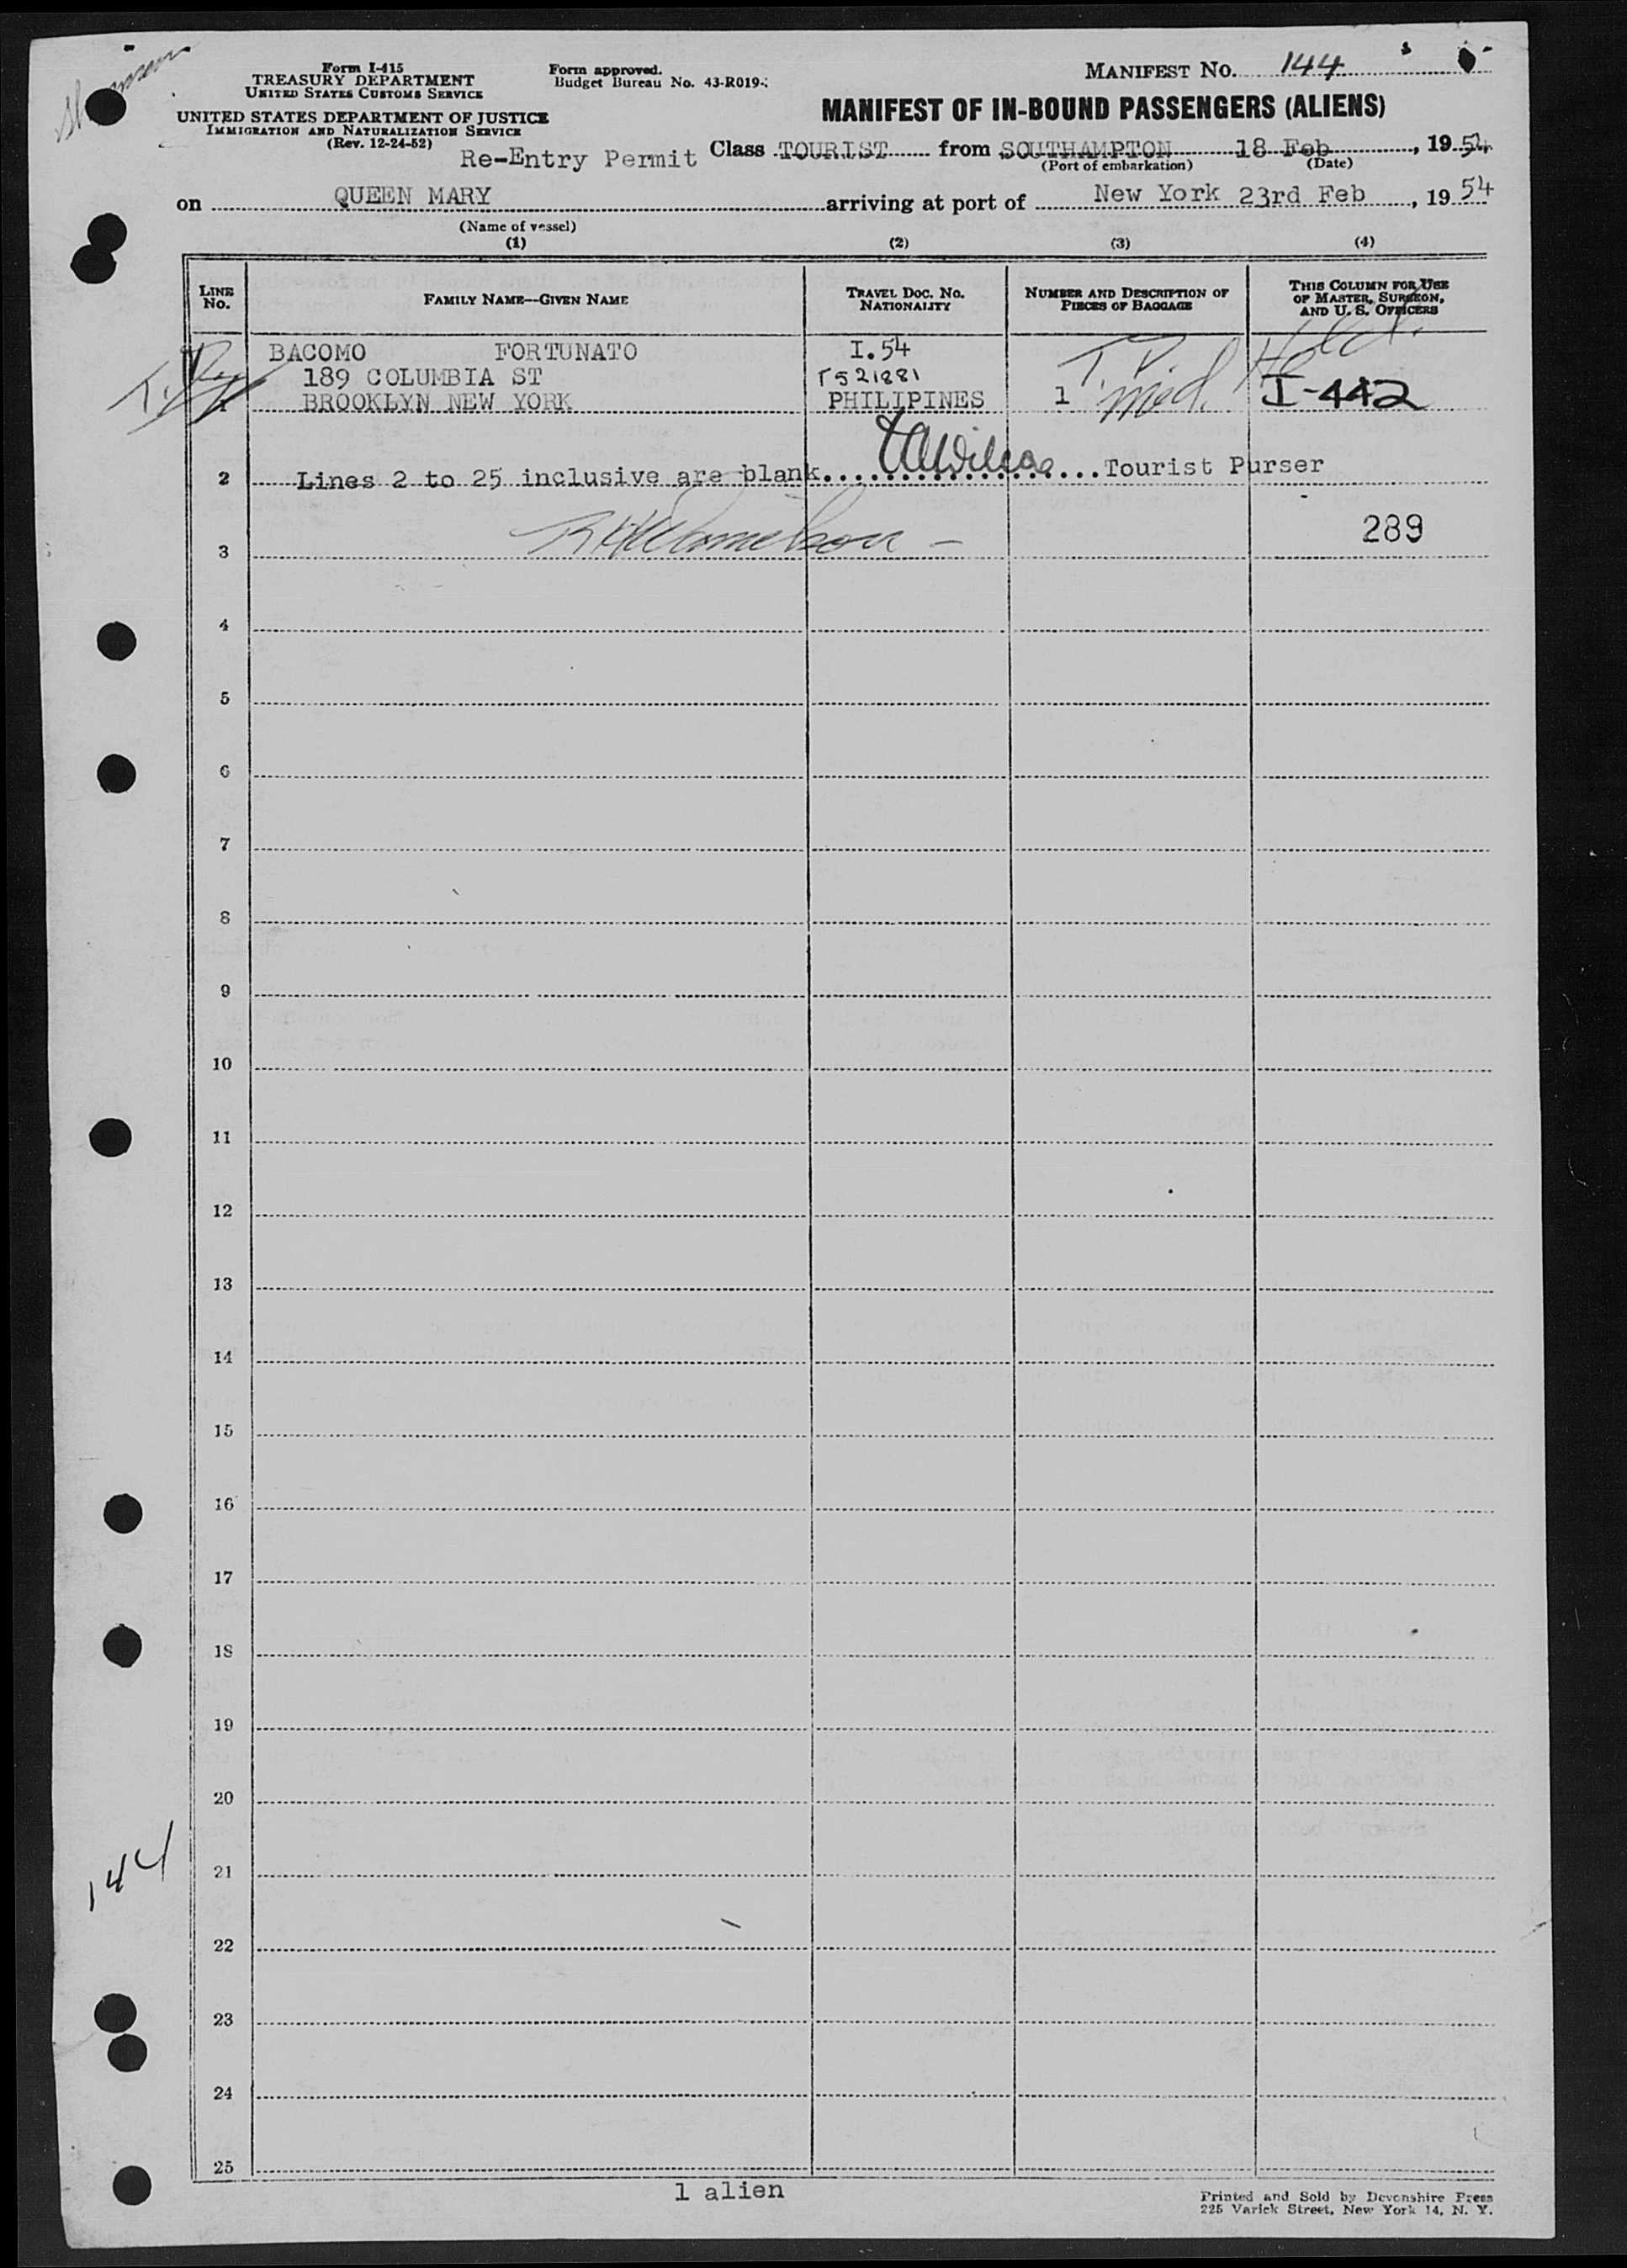 Form I-415
TREASURY DEPARTMENT
UNITED STATES CUSTOMS SERVICE
UNITED STATES DEPARTMENT OF JUSTICE
IMMIGRATION AND NATURALIZATION SERVICE
(Rev. 12-24-52)
Form approved.
Budget Bureau No. 43-R019-
MANIFEST NO. 144
MANIFEST OF IN-BOUND PASSENGERS (ALIENS)
Re-Entry Permit Class TOURIST from SOUTHAMPTON 18 Feb, 1954
(Port of embarkation) (Date)
on QUEEN MARY arriving at port of New York 23rd Feb, 1954
(Name of vessel)
(1) (2) (3) (4)
LINE NO. FAMILY NAME--GIVEN NAME TRAVEL DOC. NO. NATIONALITY NUMBER AND DESCRIPTION OF PIECES OF BAGGAGE THIS COLUMN FOR USE OF MASTER, SURGEON, AND U. S. OFFICERS
BACOMO FORTUNATO I.54 T. P. Held.
189 COLUMBIA ST 1521881
1 BROOKLYN NEW YORK PHILIPINES 1 Med. I-442
2 Lines 2 to 25 inclusive are blank Tourist Purser
3 289
4
5
6
7
8
9
10
11
12
13
14
15
16
17
18
19
20
21
144
22
23
24
25
1 alien
Printed and Sold by Devonshire Press
225 Varick Street, New York 14, N. Y.